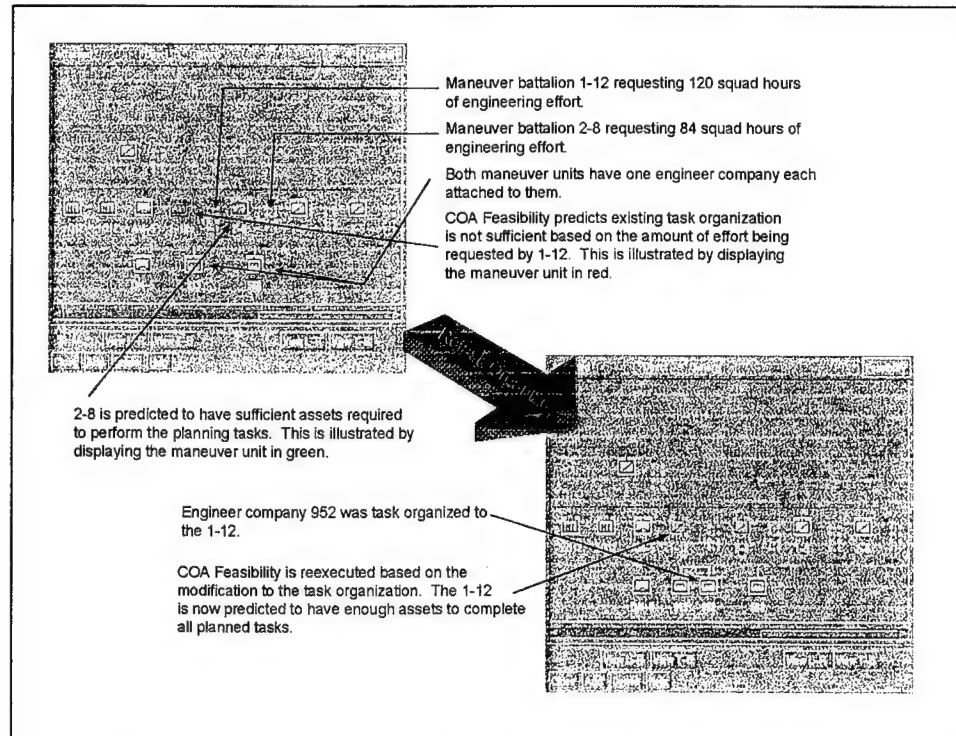 Maneuver battalion 1-12 requesting 120 squad hours
of engineering effort.
Maneuver battalion 2-8 requesting 84 squad hours of
engineering effort.
Both maneuver units have one engineer company each
attached to them.
COA Feasibility predicts existing task organization
is not sufficient based on the amount of effort being
requested by 1-12. This is illustrated by displaying
the maneuver unit in red.
2-8 is predicted to have sufficient assets required
to perform the planning tasks. This is illustrated by
displaying the maneuver unit in green.
Engineer company 952 was task organized to
the 1-12.
COA Feasibility is reexecuted based on the
modification to the task organization. The 1-12
is now predicted to have enough assets to complete
all planned tasks.